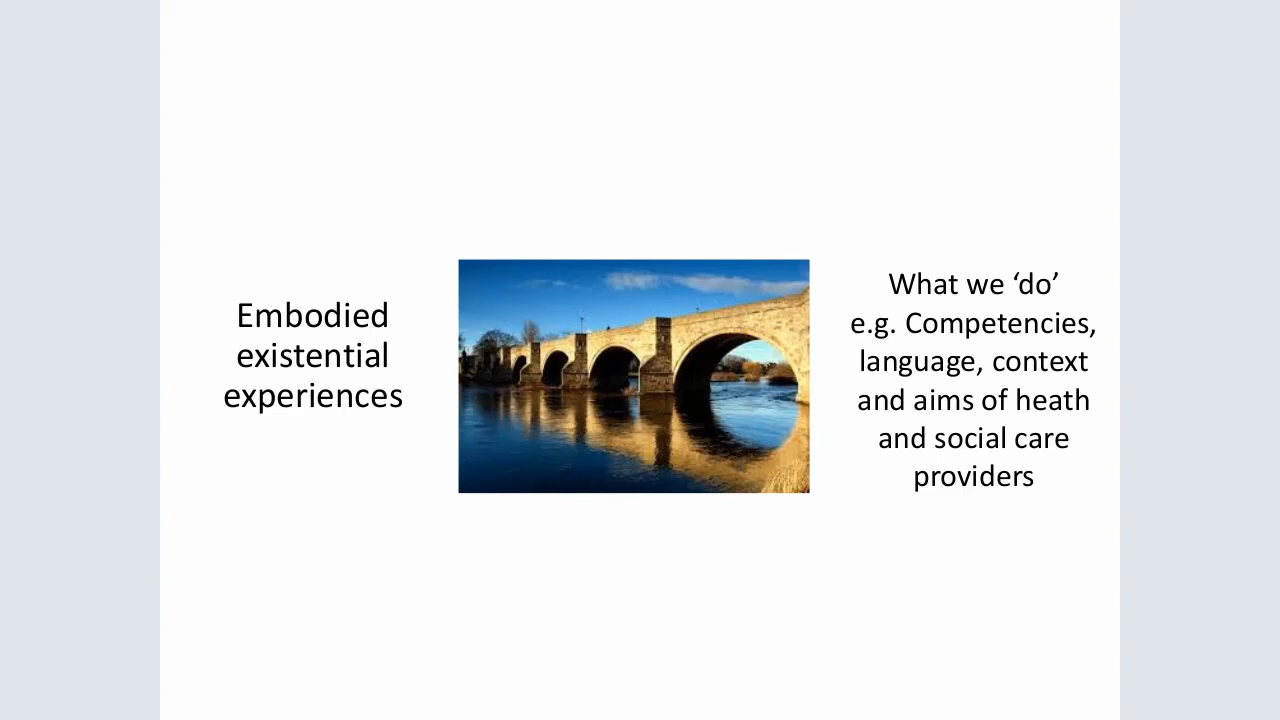 Embodied
existential
experiences
What we ‘do’
e.g. Competencies,
language, context
and aims of heath
and social care
providers